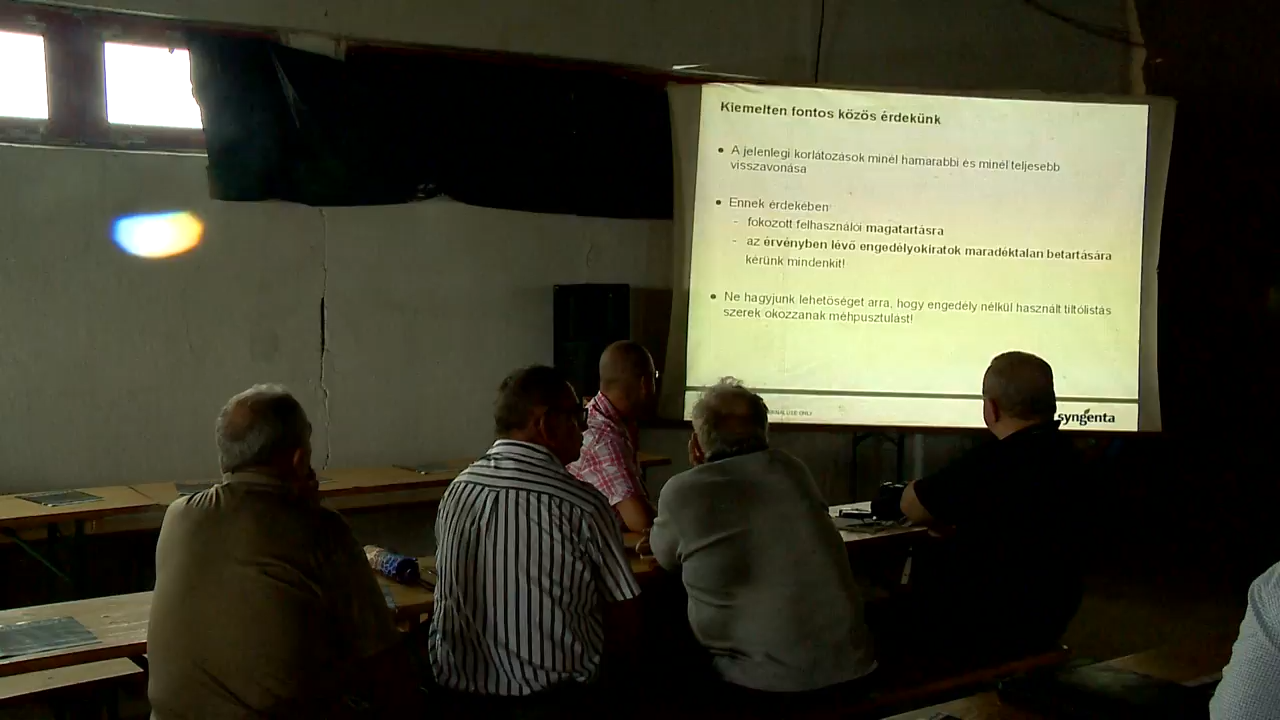 Kiemelten fontos közös érdekünk
• A jelenlegi korlátozások minél hamarabbi és minél teljesebb
visszavonása
• Ennek érdekében
- fokozott felhasználói magatartásra
- az érvényben lévő engedélyokiratok maradéktalan betartására
kérünk mindenkit!
• Ne hagyjunk lehetőséget arra, hogy engedély nélkül használt tiltólistás
szerek okozzanak méhpusztulást!
USE ONLY
syngenta